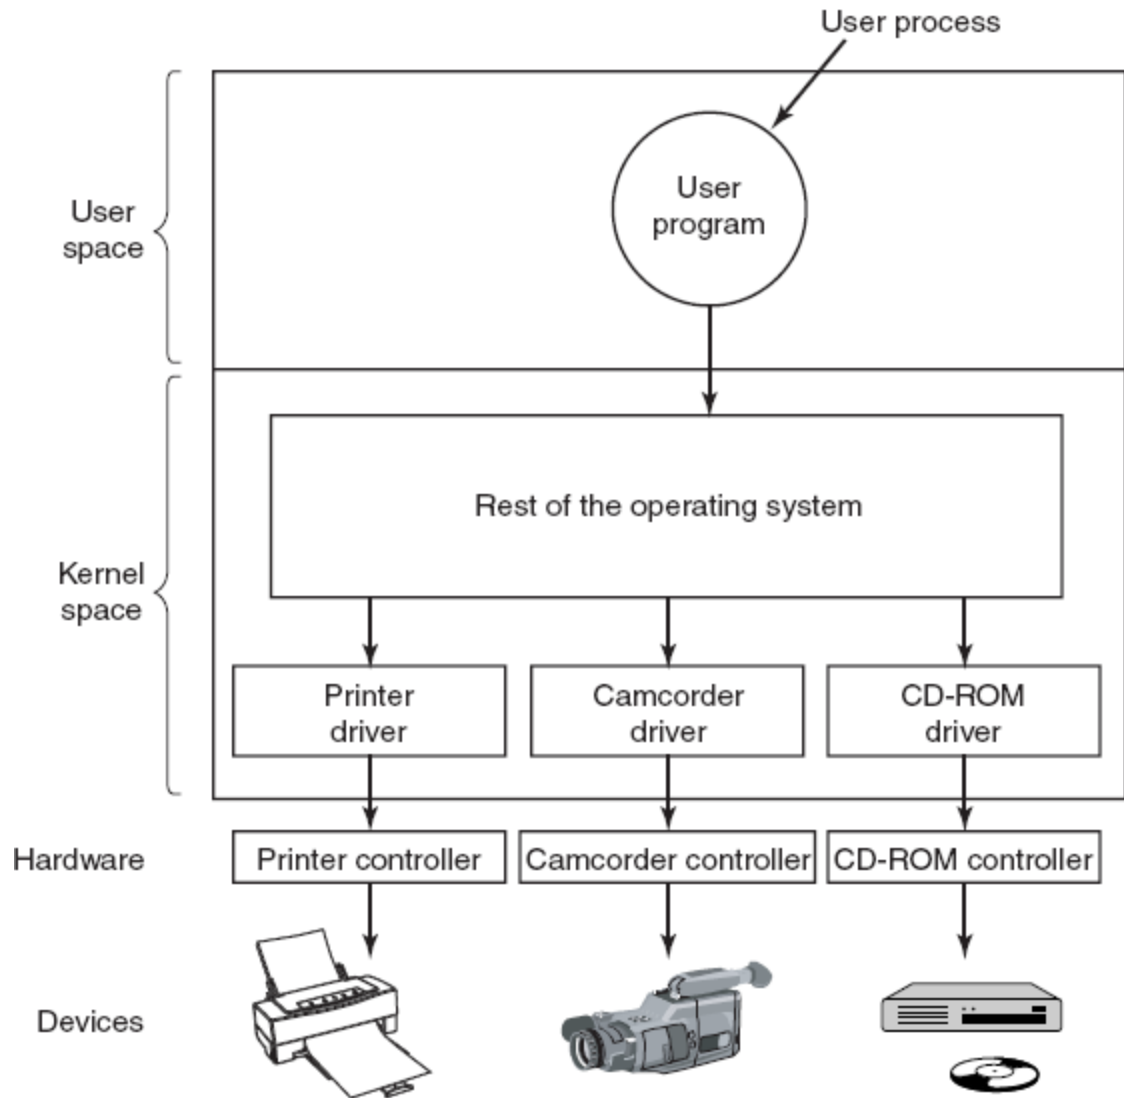 User process
User
program
User
space
Rest of the operating system
Kernel
space
Printer
driver
Camcorder
driver
CD-ROM
driver
Hardware
Printer controller
Camcorder controller
CD-ROM controller
Devices